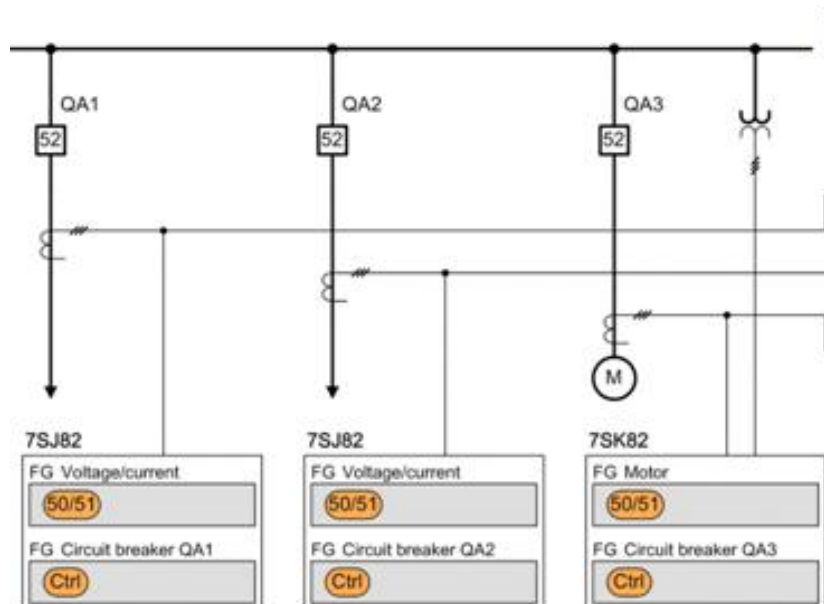 QA1
QA2
QA3
52
52
52
M
7SJ82
7SJ82
7SK82
FG Voltage/current
FG Voltage/current
FG Motor
50/51
50/51
50/51
FG Circuit breaker QA1
FG Circuit breaker QA2
FG Circuit breaker QA3
Ctrl
Ctrl
Ctrl